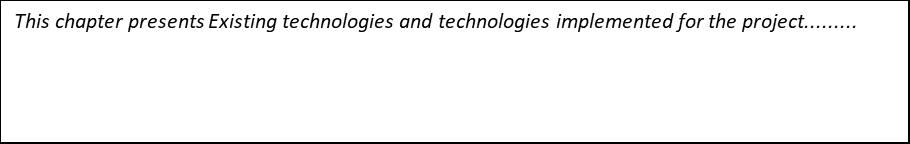 This chapter presents Existing technologies and technologies implemented for the project.........